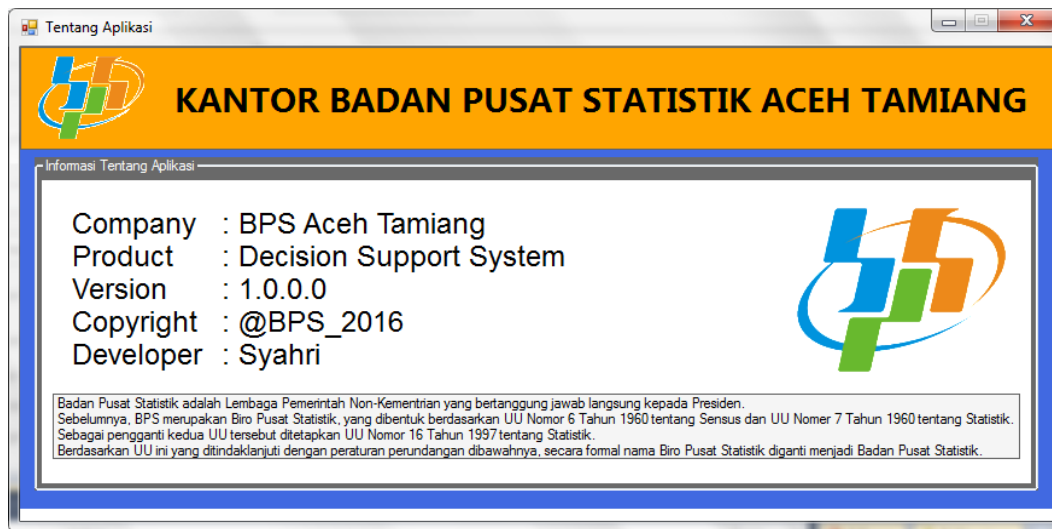 Tentang Aplikasi
KANTOR BADAN PUSAT STATISTIK ACEH TAMIANG
Informasi Tentang Aplikasi
Company : BPS Aceh Tamiang
Product : Decision Support System
Version : 1.0.0.0
Copyright : @BPS_2016
Developer : Syahri
Badan Pusat Statistik adalah Lembaga Pemerintah Non-Kementrian yang bertanggung jawab langsung kepada Presiden.
Sebelumnya, BPS merupakan Biro Pusat Statistik, yang dibentuk berdasarkan UU Nomor 6 Tahun 1960 tentang Sensus dan UU Nomer 7 Tahun 1960 tentang Statistik.
Sebagai pengganti kedua UU tersebut ditetapkan UU Nomor 16 Tahun 1997 tentang Statistik.
Berdasarkan UU ini yang ditindaklanjuti dengan peraturan perundangan dibawahnya, secara formal nama Biro Pusat Statistik diganti menjadi Badan Pusat Statistik.